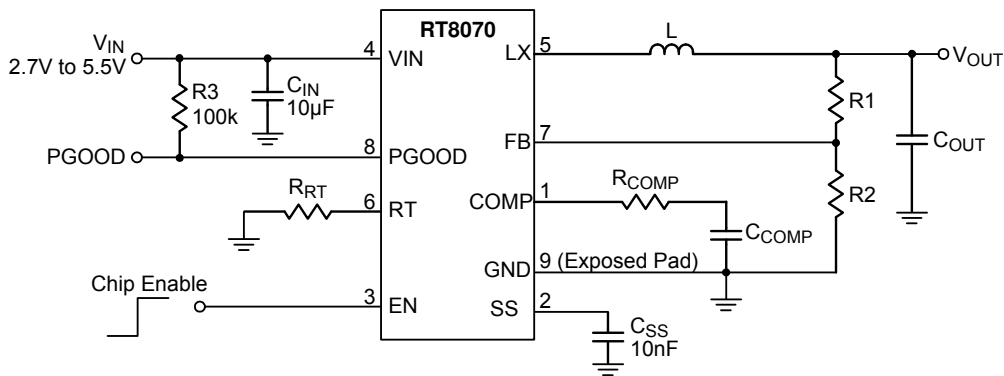 RT8070
VIN
2.7V to 5.5V
4
VIN
LX
5
L
VOUT
R3
100k
CIN
10µF
R1
PGOOD
8
PGOOD
FB
7
COUT
RRT
6
RT
COMP
1
RCOMP
R2
CCOMP
GND
9 (Exposed Pad)
Chip Enable
3
EN
SS
2
CSS
10nF